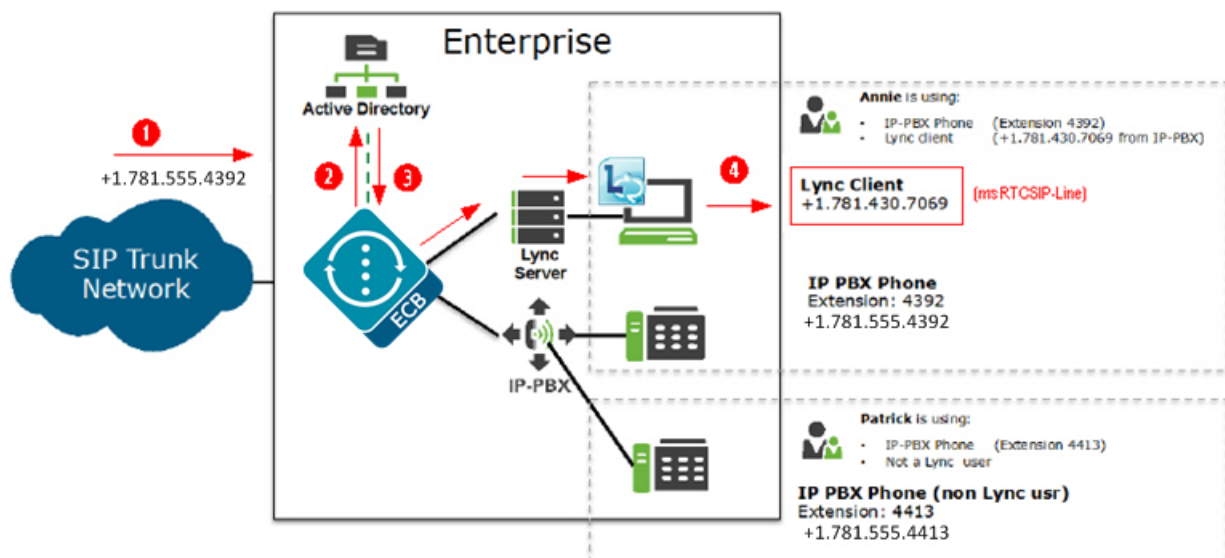 Enterprise
Active Directory
1
+1.781.555.4392
2
3
SIP Trunk
Network
ECB
Lync
Server
IP-PBX
L
4
Annie is using:
• IP-PBX Phone (Extension 4392)
• Lync client (+1.781.430.7069 from IP-PBX)
Lync Client
+1.781.430.7069
(msRTCSIP-Line)
IP PBX Phone
Extension: 4392
+1.781.555.4392
Patrick is using:
• IP-PBX Phone (Extension 4413)
• Not a Lync user
IP PBX Phone (non Lync usr)
Extension: 4413
+1.781.555.4413